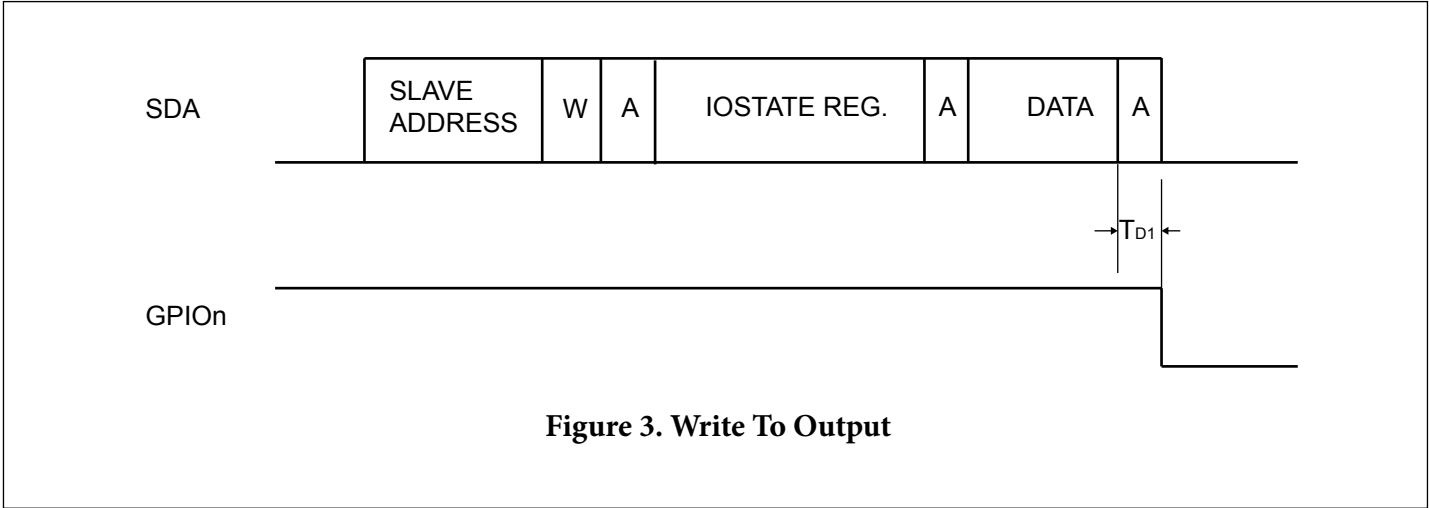 SDA
SLAVE
ADDRESS
W
A
IOSTATE REG.
A
DATA
A
TD1
GPIOn
Figure 3. Write To Output